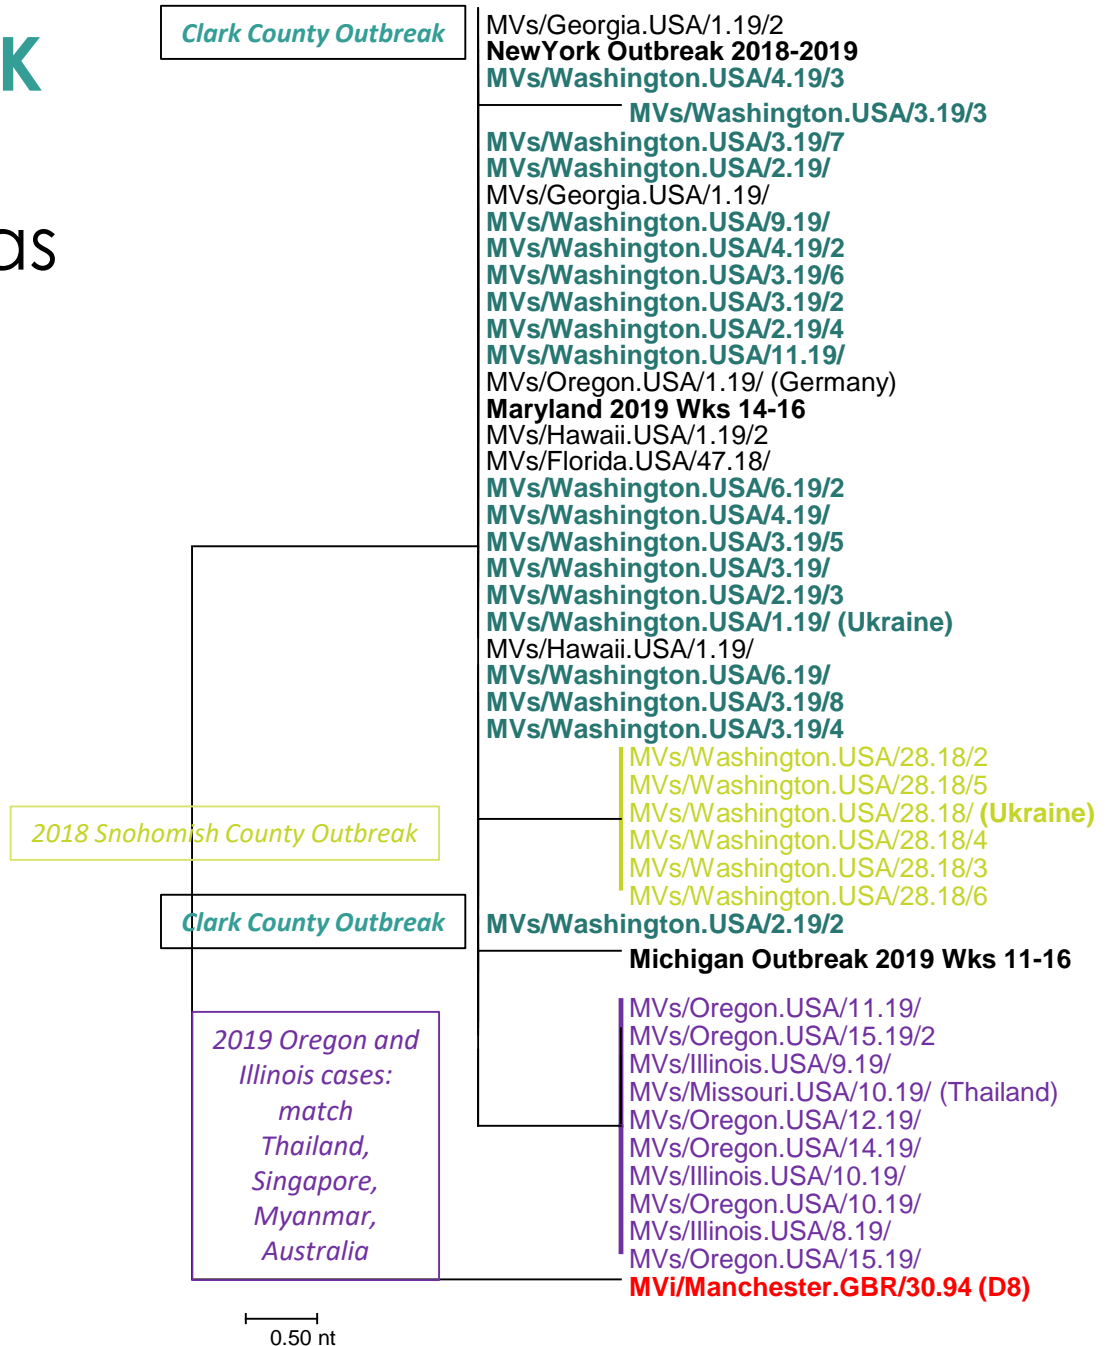 K
as
Clark County Outbreak
MVs/Georgia.USA/1.19/2
NewYork Outbreak 2018-2019
MVs/Washington.USA/4.19/3
MVs/Washington.USA/3.19/3
MVs/Washington.USA/3.19/7
MVs/Washington.USA/2.19/
MVs/Georgia.USA/1.19/
MVs/Washington.USA/9.19/
MVs/Washington.USA/4.19/2
MVs/Washington.USA/3.19/6
MVs/Washington.USA/3.19/2
MVs/Washington.USA/2.19/4
MVs/Washington.USA/11.19/
MVs/Oregon.USA/1.19/ (Germany)
Maryland 2019 Wks 14-16
MVs/Hawaii.USA/1.19/2
MVs/Florida.USA/47.18/
MVs/Washington.USA/6.19/2
MVs/Washington.USA/4.19/
MVs/Washington.USA/3.19/5
MVs/Washington.USA/3.19/
MVs/Washington.USA/2.19/3
MVs/Washington.USA/1.19/ (Ukraine)
MVs/Hawaii.USA/1.19/
MVs/Washington.USA/6.19/
MVs/Washington.USA/3.19/8
MVs/Washington.USA/3.19/4
MVs/Washington.USA/28.18/2
MVs/Washington.USA/28.18/5
MVs/Washington.USA/28.18/ (Ukraine)
MVs/Washington.USA/28.18/4
MVs/Washington.USA/28.18/3
MVs/Washington.USA/28.18/6
2018 Snohomish County Outbreak
Clark County Outbreak
MVs/Washington.USA/2.19/2
Michigan Outbreak 2019 Wks 11-16
MVs/Oregon.USA/11.19/
MVs/Oregon.USA/15.19/2
MVs/Illinois.USA/9.19/
MVs/Missouri.USA/10.19/ (Thailand)
MVs/Oregon.USA/12.19/
MVs/Oregon.USA/14.19/
MVs/Illinois.USA/10.19/
MVs/Oregon.USA/10.19/
MVs/Illinois.USA/8.19/
MVs/Oregon.USA/15.19/
2019 Oregon and
Illinois cases:
match
Thailand,
Singapore,
Myanmar,
Australia
MVi/Manchester.GBR/30.94 (D8)
0.50 nt